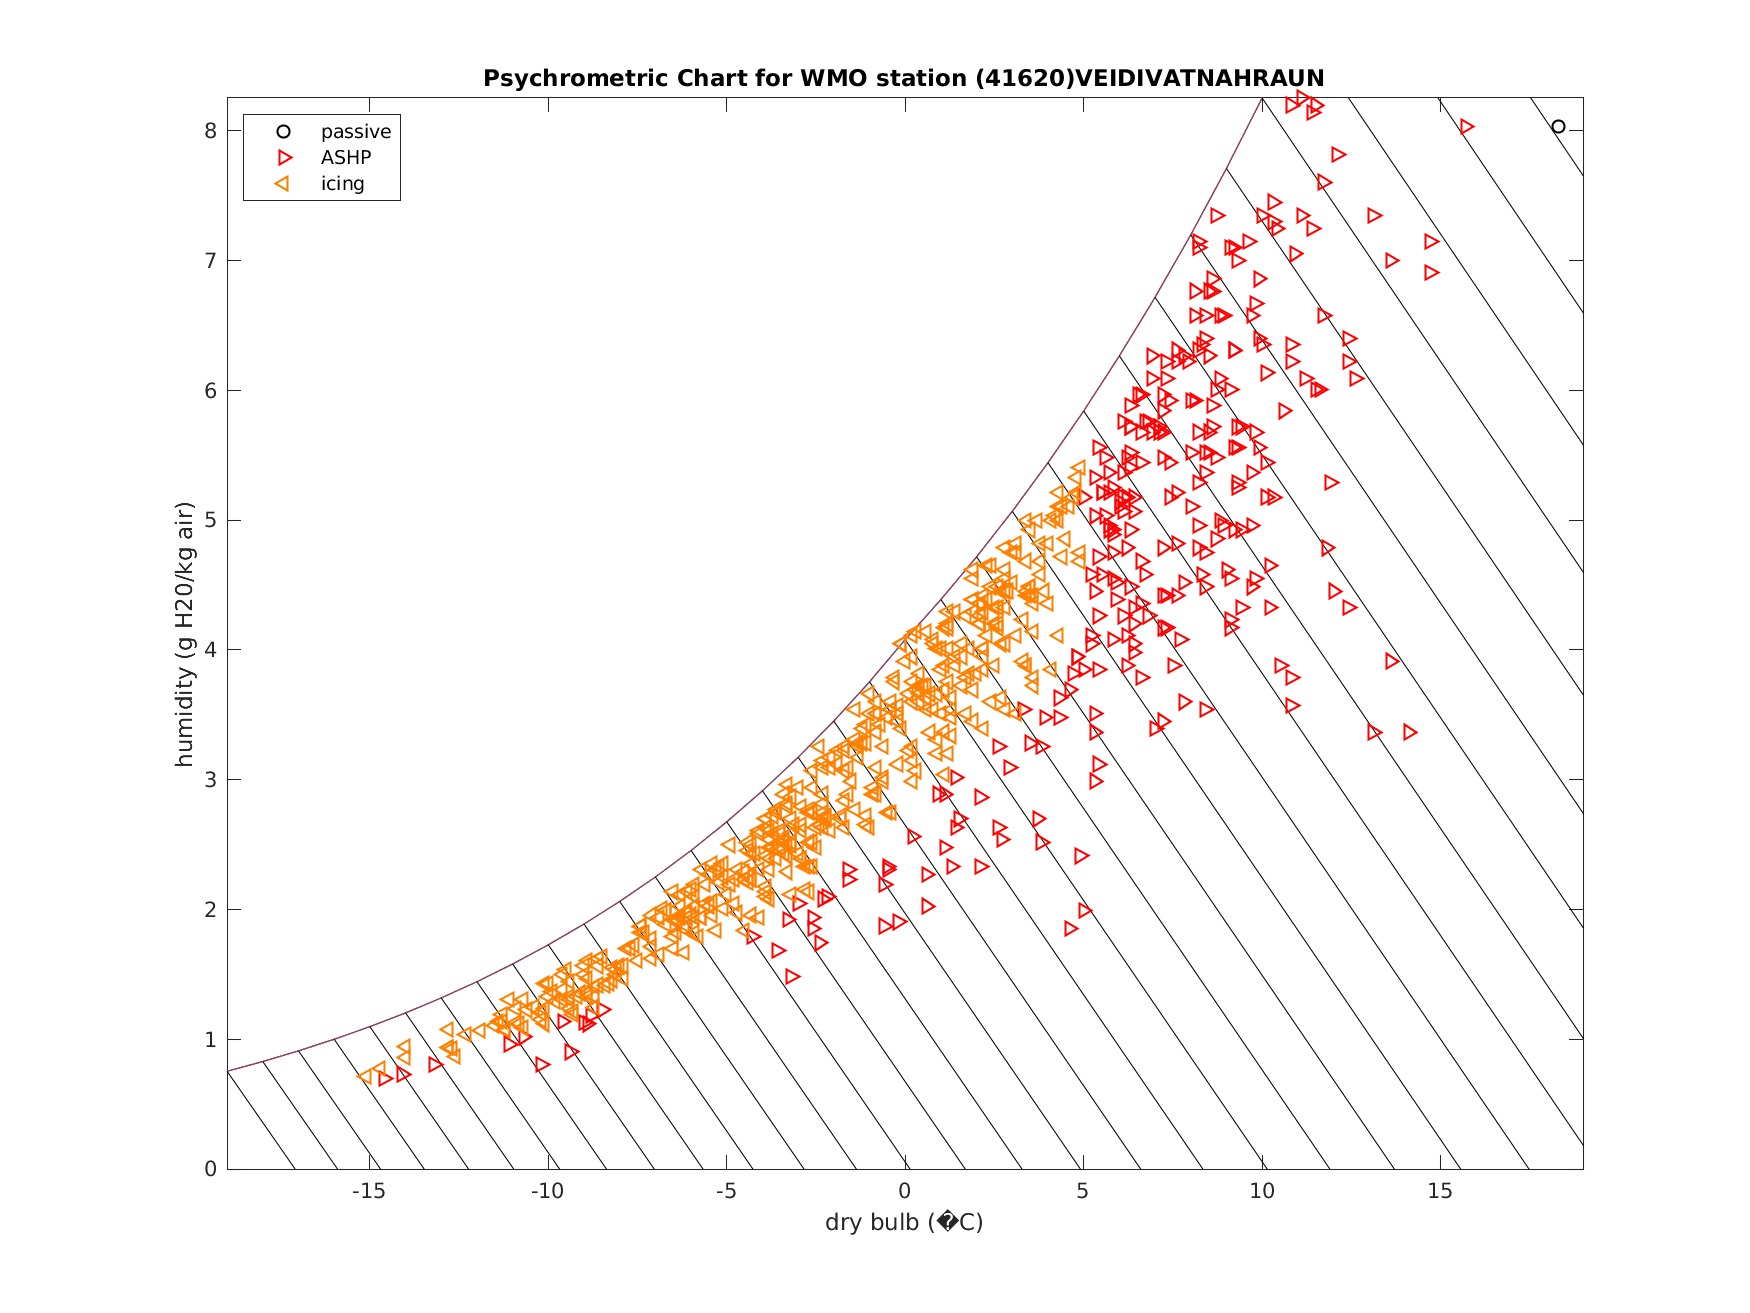 Psychrometric Chart for WMO station (41620)VEIDIVATNAHRAUN
passive
ASHP
icing
humidity (g H20/kg air)
8
7
6
5
4
3
2
1
0
-15 -10 -5 0 5 10 15
dry bulb (�C)